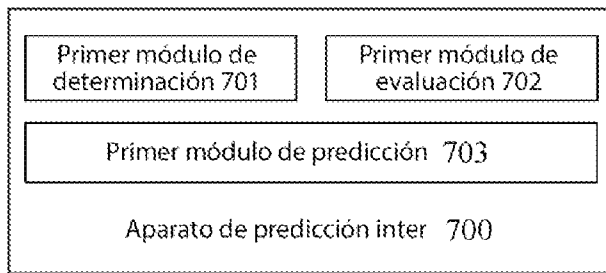 Primer módulo de
determinación 701
Primer módulo de
evaluación 702
Primer módulo de predicción 703
Aparato de predicción inter 700